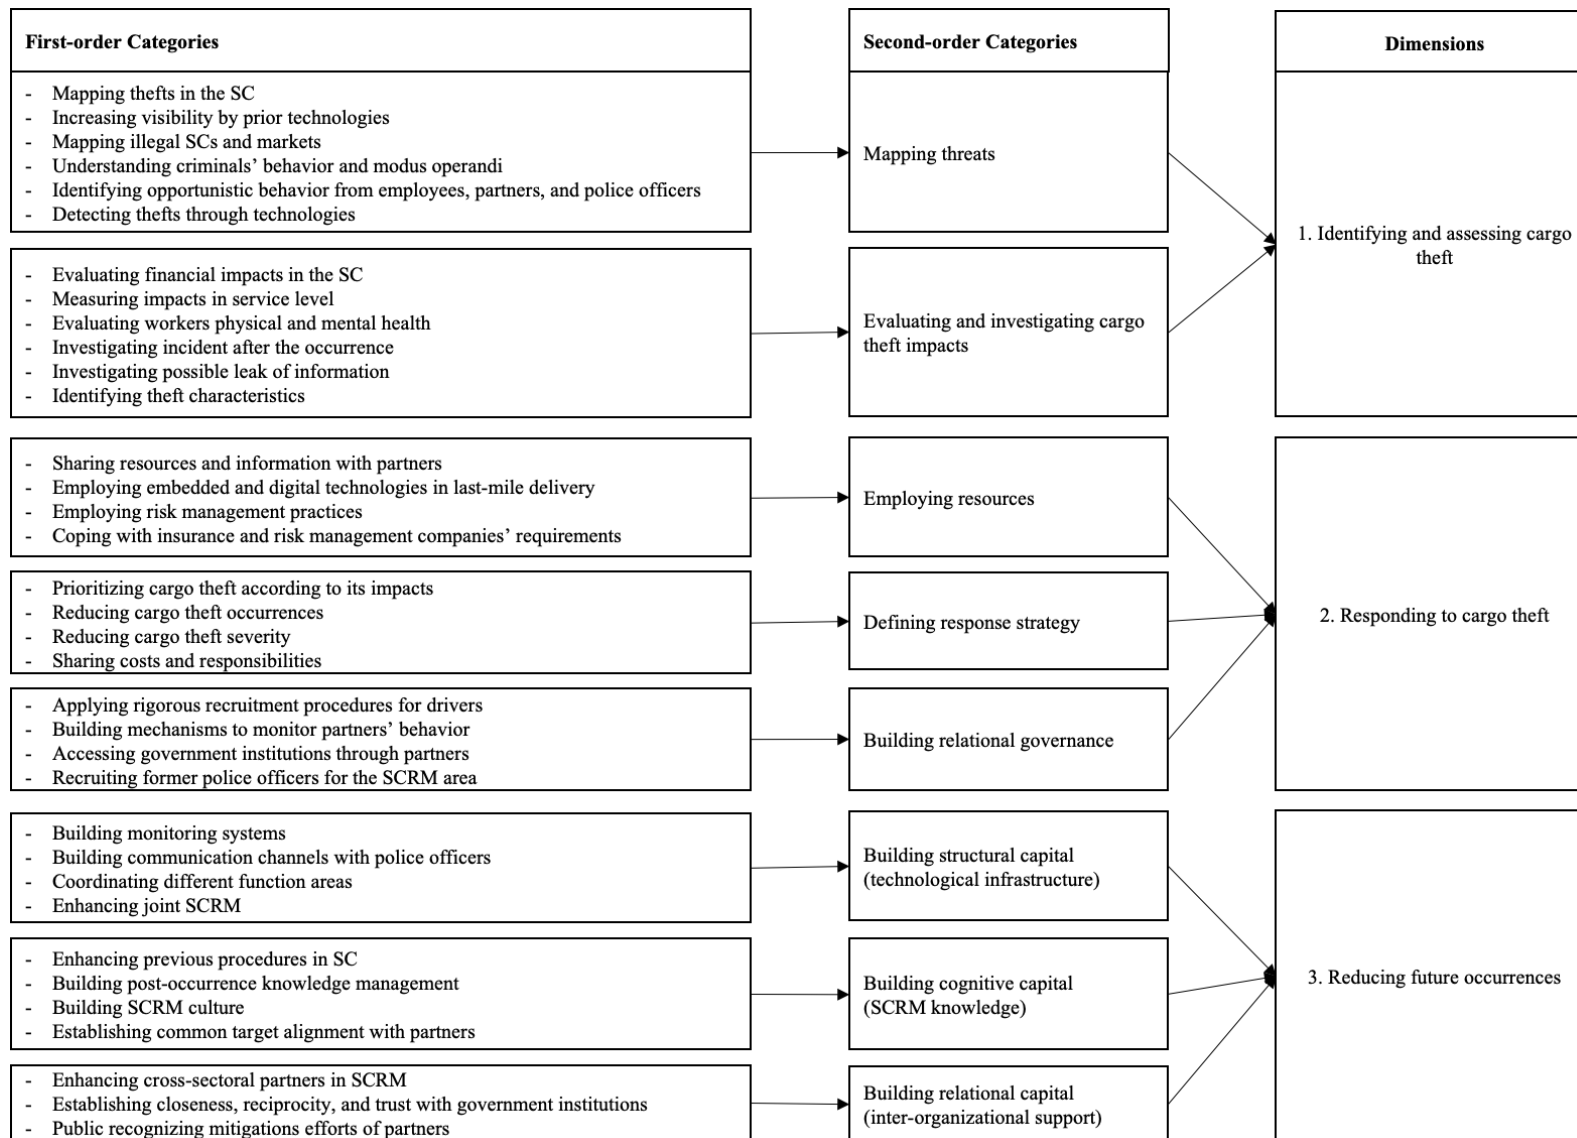 First-order Categories
Second-order Categories
Dimensions
- Mapping thefts in the SC
- Increasing visibility by prior technologies
- Mapping illegal SCs and markets
- Understanding criminals’ behavior and modus operandi
- Identifying opportunistic behavior from employees, partners, and police officers
- Detecting thefts through technologies
Mapping threats
- Evaluating financial impacts in the SC
- Measuring impacts in service level
- Evaluating workers physical and mental health
- Investigating incident after the occurrence
- Investigating possible leak of information
- Identifying theft characteristics
Evaluating and investigating cargo
theft impacts
1. Identifying and assessing cargo
theft
- Sharing resources and information with partners
- Employing embedded and digital technologies in last-mile delivery
- Employing risk management practices
- Coping with insurance and risk management companies’ requirements
Employing resources
- Prioritizing cargo theft according to its impacts
- Reducing cargo theft occurrences
- Reducing cargo theft severity
- Sharing costs and responsibilities
Defining response strategy
- Applying rigorous recruitment procedures for drivers
- Building mechanisms to monitor partners’ behavior
- Accessing government institutions through partners
- Recruiting former police officers for the SCRM area
Building relational governance
2. Responding to cargo theft
- Building monitoring systems
- Building communication channels with police officers
- Coordinating different function areas
- Enhancing joint SCRM
Building structural capital
(technological infrastructure)
- Enhancing previous procedures in SC
- Building post-occurrence knowledge management
- Building SCRM culture
- Establishing common target alignment with partners
Building cognitive capital
(SCRM knowledge)
- Enhancing cross-sectoral partners in SCRM
- Establishing closeness, reciprocity, and trust with government institutions
- Public recognizing mitigations efforts of partners
Building relational capital
(inter-organizational support)
3. Reducing future occurrences